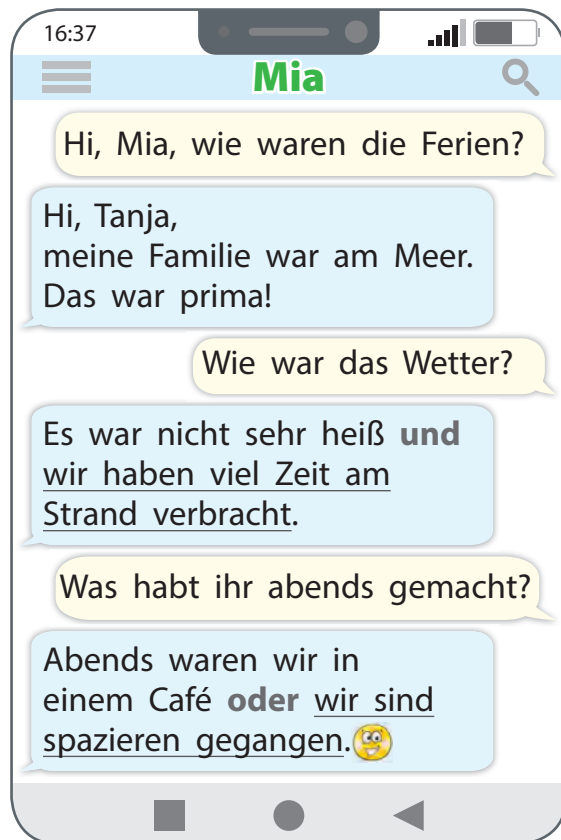 16:37
Mia
Hi, Mia, wie waren die Ferien?
Hi, Tanja,
meine Familie war am Meer.
Das war prima!
Wie war das Wetter?
Es war nicht sehr heiß und
wir haben viel Zeit am
Strand verbracht.
Was habt ihr abends gemacht?
Abends waren wir in
einem Café oder wir sind
spazieren gegangen.